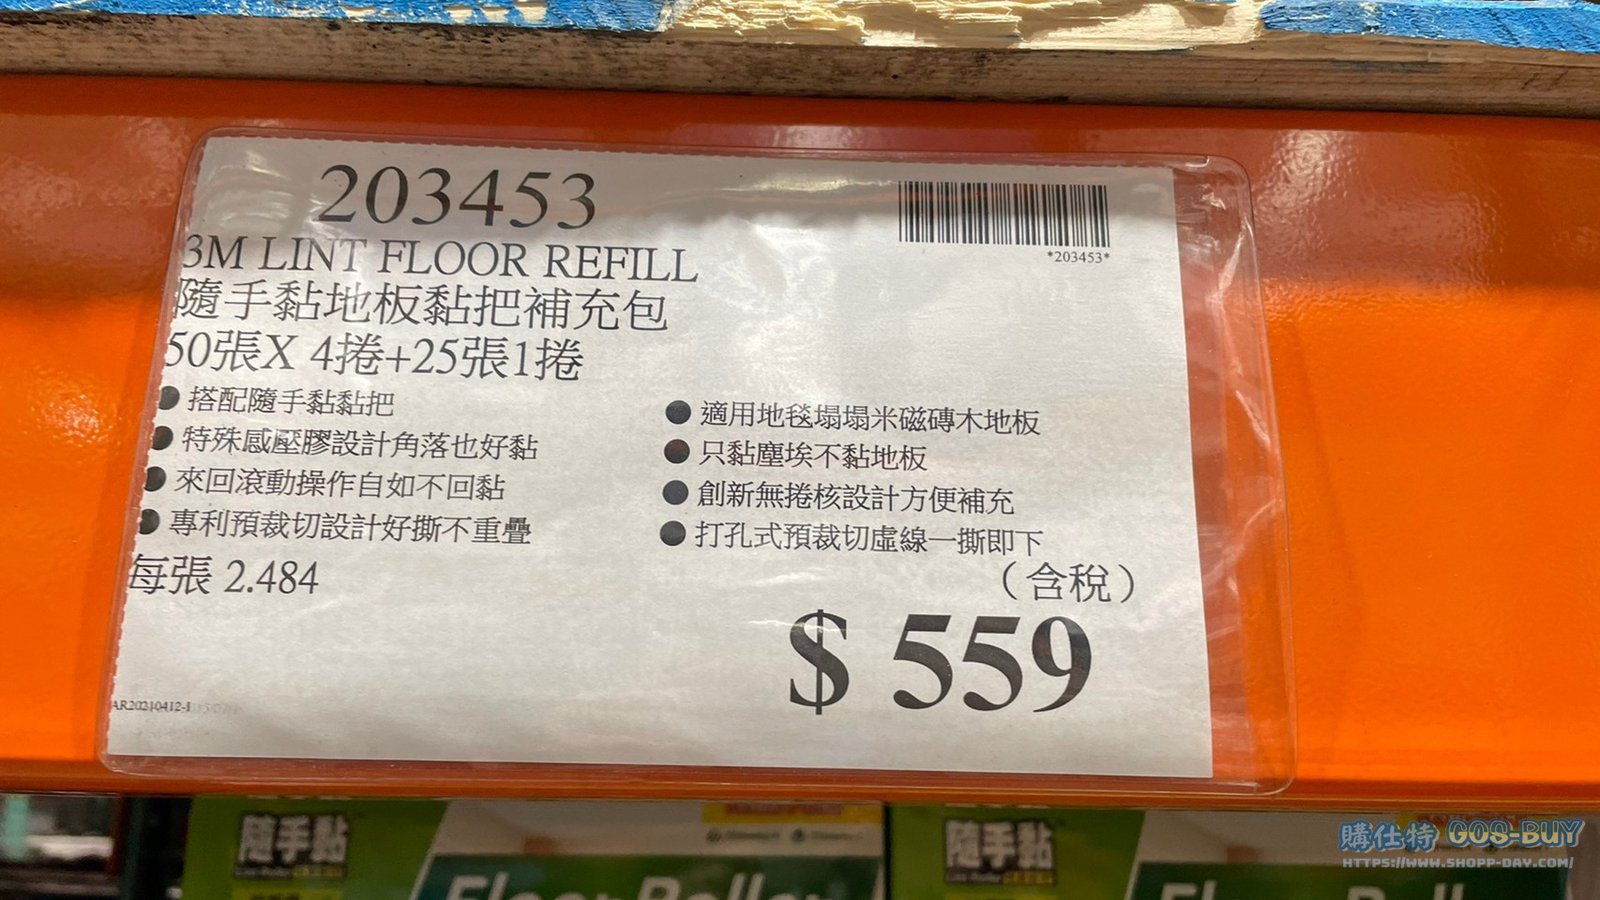 203453
*203453*
3M LINT FLOOR REFILL
隨手黏地板黏把補充包
50張X 4捲+25張1捲
● 搭配隨手黏黏把
● 特殊感壓膠設計角落也好黏
● 來回滾動操作自如不回黏
● 專利預裁切設計好撕不重疊
● 適用地毯塌塌米磁磚木地板
● 只黏塵埃不黏地板
● 創新無捲核設計方便補充
● 打孔式預裁切虛線一撕即下
每張 2.484
（含稅）
$ 559
AR20210412-1
隨手黏
Floor Roller
隨手黏
購仕特 GOS-BUY
HTTPS://WWW.SHOPP-DAY.COM/